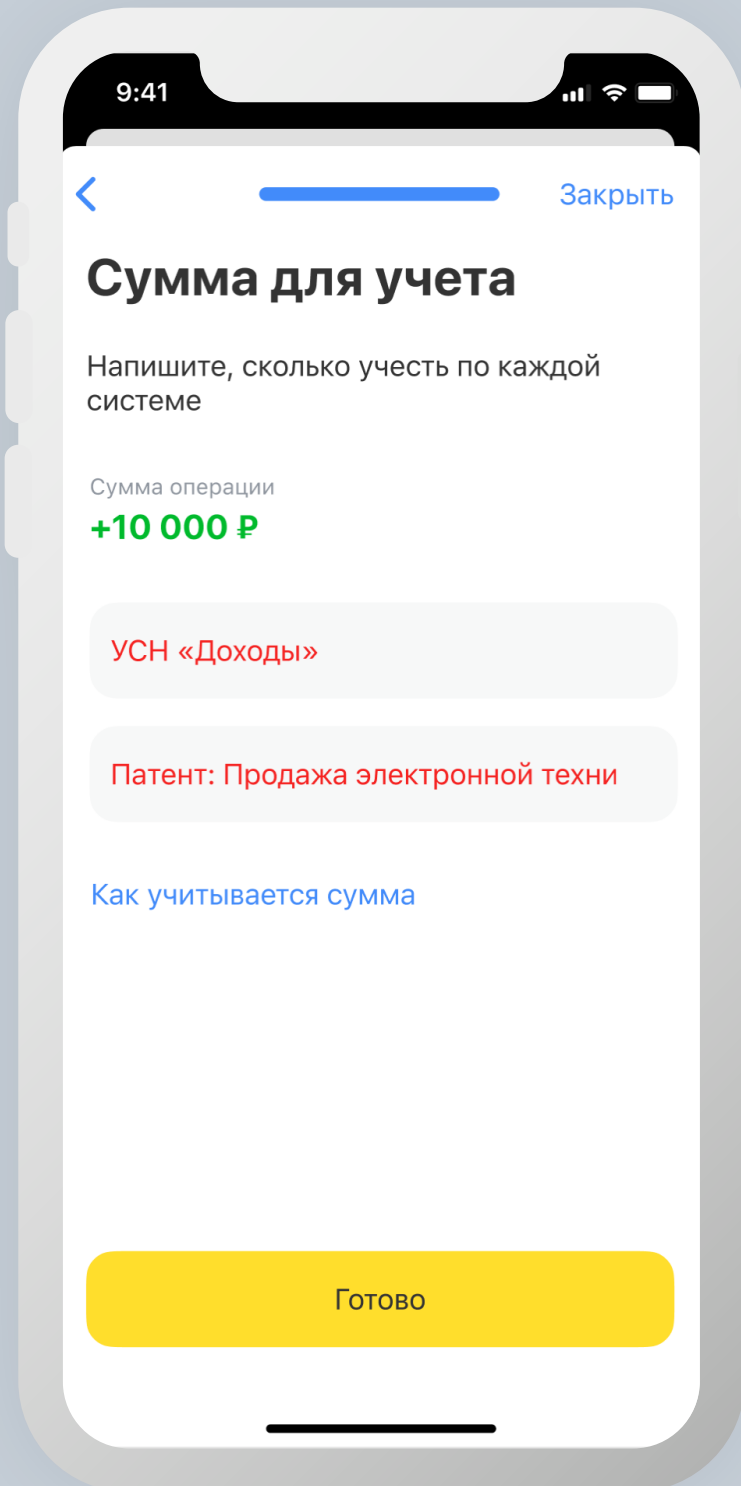 9:41
Закрыть
Сумма для учета
Напишите, сколько учесть по каждой
системе
Сумма операции
+10 000 ₽
УСН «Доходы»
Патент: Продажа электронной техни
Как учитывается сумма
Готово